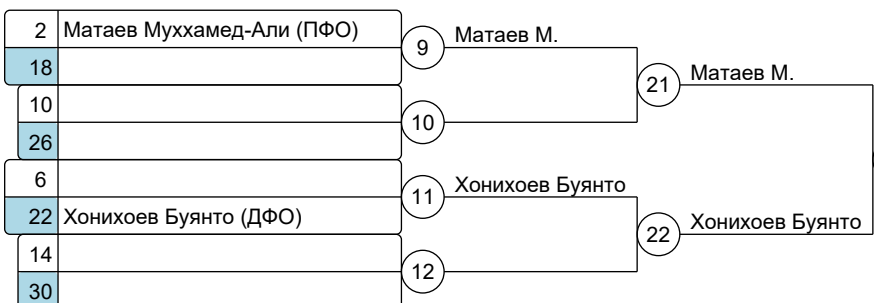 2 Матаев Муххамед-Али (ПФО)
9 Матаев М.
18
21 Матаев М.
10
10
26
6
11 Хонихоев Буянто
22 Хонихоев Буянто (ДФО)
22 Хонихоев Буянто
14
12
30